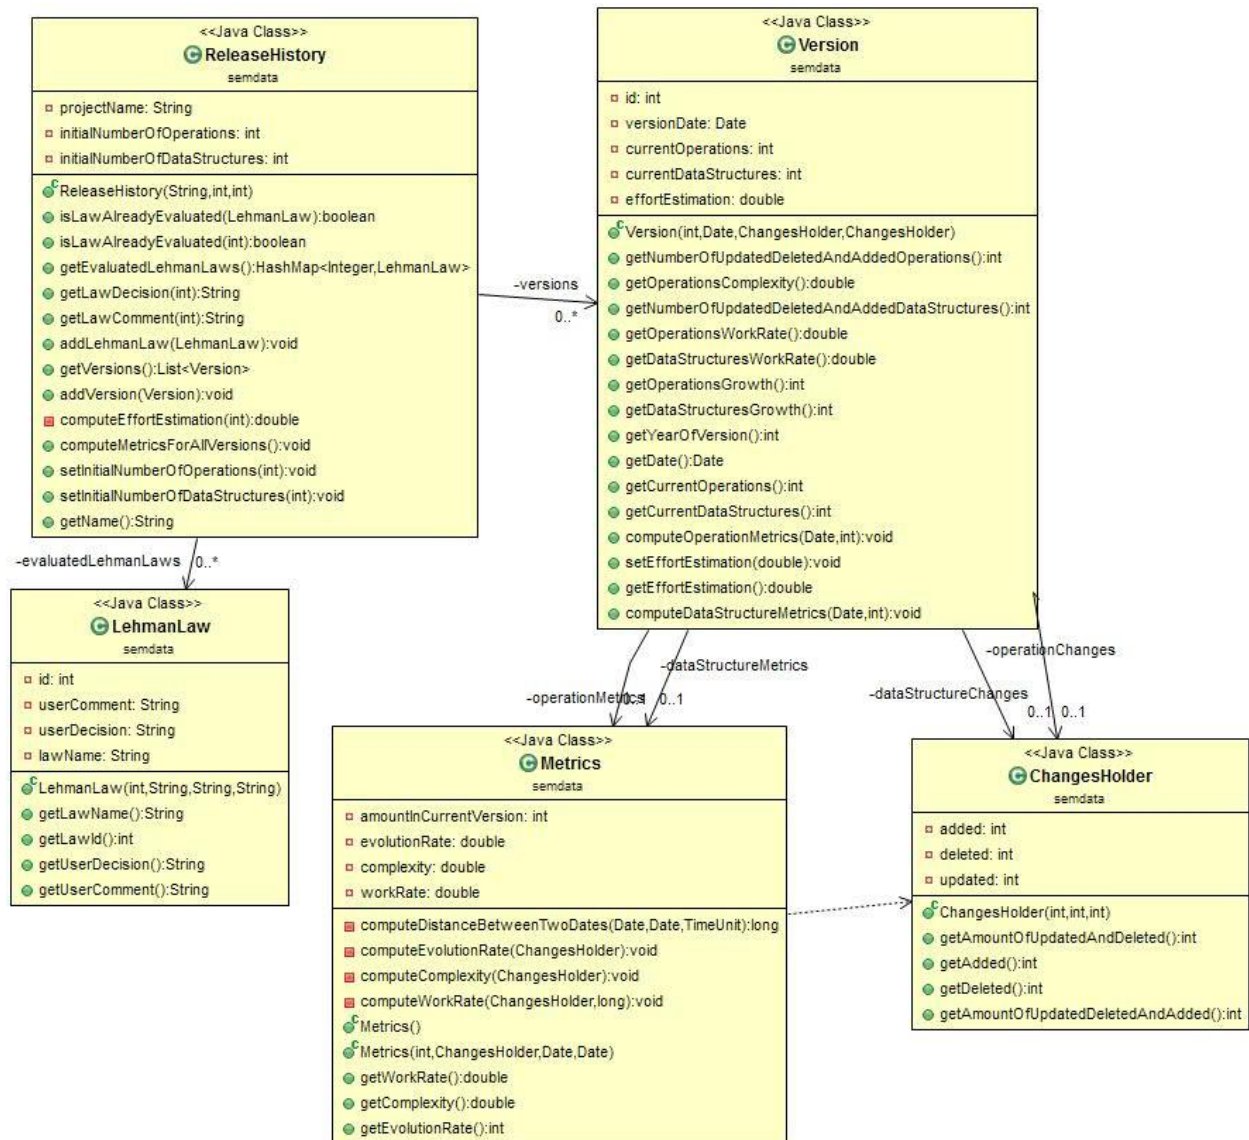 <<Java Class>>
ReleaseHistory
semdata
projectName: String
initialNumberOfOperations: int
initialNumberOfDataStructures: int
ReleaseHistory(String,int,int)
isLawAlreadyEvaluated(LehmanLaw):boolean
isLawAlreadyEvaluated(int):boolean
getEvaluatedLehmanLaws():HashMap<Integer,LehmanLaw>
getLawDecision(int):String
getLawComment(int):String
addLehmanLaw(LehmanLaw):void
getVersions():List<Version>
addVersion(Version):void
computeEffortEstimation(int):double
computeMetricsForAllVersions():void
setInitialNumberOfOperations(int):void
setInitialNumberOfDataStructures(int):void
getName():String
-versions
0..*
<<Java Class>>
Version
semdata
id: int
versionDate: Date
currentOperations: int
currentDataStructures: int
effortEstimation: double
Version(int,Date,ChangesHolder,ChangesHolder)
getNumberOfUpdatedDeletedAndAddedOperations():int
getOperationsComplexity():double
getNumberOfUpdatedDeletedAndAddedDataStructures():int
getOperationsWorkRate():double
getDataStructuresWorkRate():double
getOperationsGrowth():int
getDataStructuresGrowth():int
getYearOfVersion():int
getDate():Date
getCurrentOperations():int
getCurrentDataStructures():int
computeOperationMetrics(Date,int):void
setEffortEstimation(double):void
getEffortEstimation():double
computeDataStructureMetrics(Date,int):void
-evaluatedLehmanLaws 0..*
<<Java Class>>
LehmanLaw
semdata
id: int
userComment: String
userDecision: String
lawName: String
LehmanLaw(int,String,String,String)
getLawName():String
getLawId():int
getUserDecision():String
getUserComment():String
-dataStructureMetrics
-operationMetrics
0..1 0..1
-operationChanges
-dataStructureChanges
0..1 0..1
<<Java Class>>
Metrics
semdata
amountInCurrentVersion: int
evolutionRate: double
complexity: double
workRate: double
computeDistanceBetweenTwoDates(Date,Date,TimeUnit):long
computeEvolutionRate(ChangesHolder):void
computeComplexity(ChangesHolder):void
computeWorkRate(ChangesHolder,long):void
Metrics()
Metrics(int,ChangesHolder,Date,Date)
getWorkRate():double
getComplexity():double
getEvolutionRate():int
<<Java Class>>
ChangesHolder
semdata
added: int
deleted: int
updated: int
ChangesHolder(int,int,int)
getAmountOfUpdatedAndDeleted():int
getAdded():int
getDeleted():int
getAmountOfUpdatedDeletedAndAdded():int